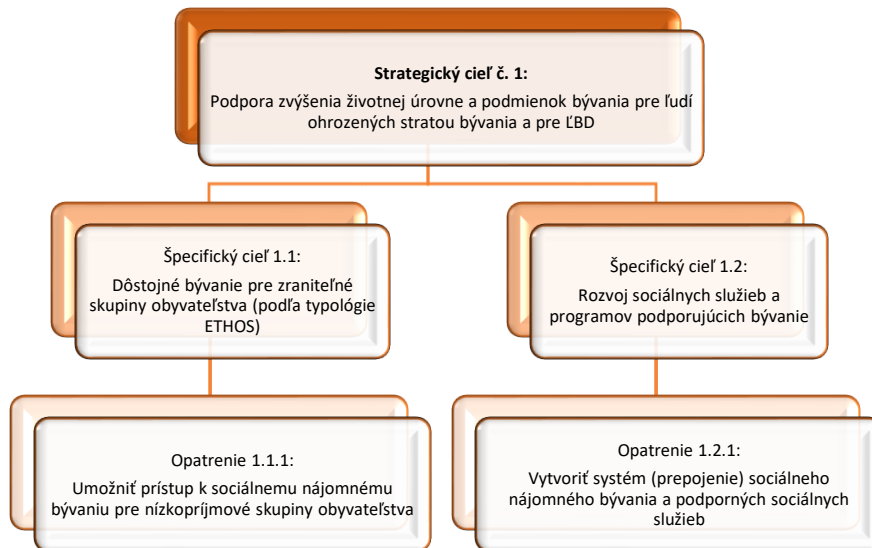 Strategický cieľ č. 1:
Podpora zvýšenia životnej úrovne a podmienok bývania pre ľudí
ohrozených stratou bývania a pre ĽBD
Špecifický cieľ 1.1:
Dôstojné bývanie pre zraniteľné
skupiny obyvateľstva (podľa typológie
ETHOS)
Špecifický cieľ 1.2:
Rozvoj sociálnych služieb a
programov podporujúcich bývanie
Opatrenie 1.1.1:
Umožniť prístup k sociálnemu nájomnému
bývaniu pre nízkopríjmové skupiny obyvateľstva
Opatrenie 1.2.1:
Vytvoriť systém (prepojenie) sociálneho
nájomného bývania a podporných sociálnych
služieb